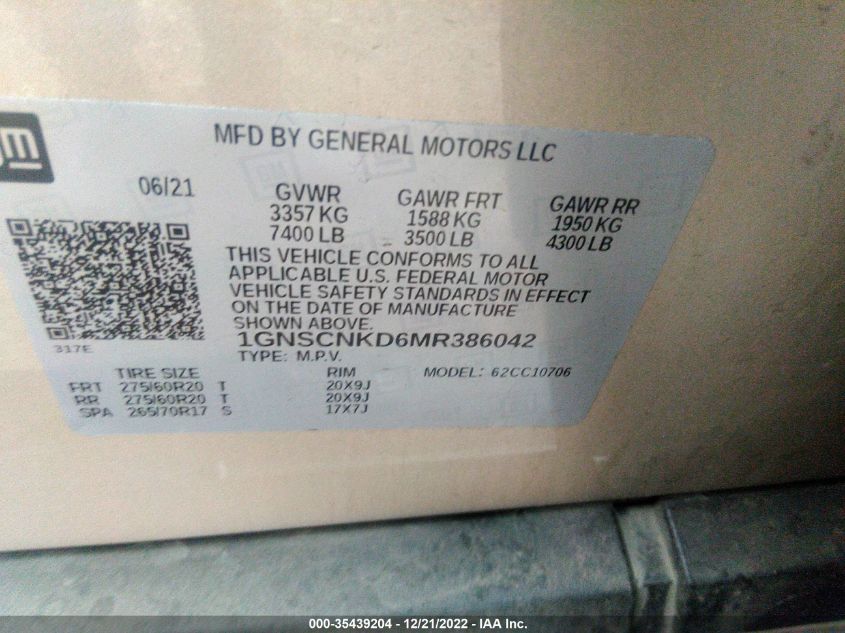 gm
MFD BY GENERAL MOTORS LLC
06/21
GVWR GAWR FRT GAWR RR
3357 KG 1588 KG 1950 KG
7400 LB 3500 LB 4300 LB
THIS VEHICLE CONFORMS TO ALL
APPLICABLE U.S. FEDERAL MOTOR
VEHICLE SAFETY STANDARDS IN EFFECT
ON THE DATE OF MANUFACTURE
SHOWN ABOVE.
1GNSCNKD6MR386042
317E
TYPE: M.P.V.
TIRE SIZE RIM MODEL: 62CC10706
FRT 275/60R20 T 20X9J
RR 275/60R20 T 20X9J
SPA 265/70R17 S 17X7J
000-35439204 - 12/21/2022 - IAA Inc.